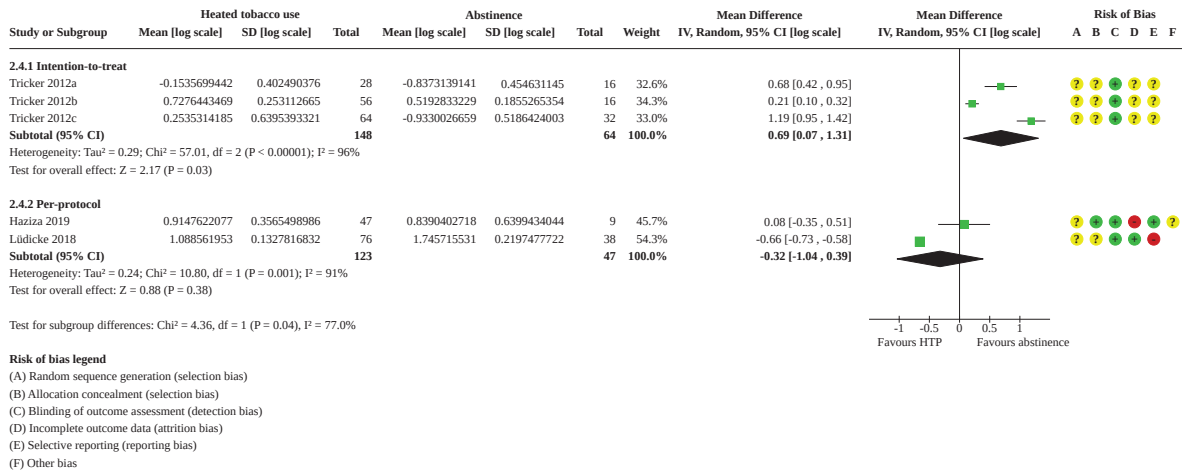 Heated tobacco use Abstinence Mean Difference Mean Difference Risk of Bias
Study or Subgroup Mean [log scale] SD [log scale] Total Mean [log scale] SD [log scale] Total Weight IV, Random, 95% CI [log scale] IV, Random, 95% CI [log scale] A B C D E F
2.4.1 Intention-to-treat
Tricker 2012a -0.1535699442 0.402490376 28 -0.8373139141 0.454631145 16 32.6% 0.68 [0.42 , 0.95] ? ? + ? ?
Tricker 2012b 0.7276443469 0.253112665 56 0.5192833229 0.1855265354 16 34.3% 0.21 [0.10 , 0.32] ? ? + ? ?
Tricker 2012c 0.2535314185 0.6395393321 64 -0.9330026659 0.5186424003 32 33.0% 1.19 [0.95 , 1.42] ? ? + ? ?
Subtotal (95% CI) 148 64 100.0% 0.69 [0.07 , 1.31]
Heterogeneity: Tau² = 0.29; Chi² = 57.01, df = 2 (P < 0.00001); I² = 96%
Test for overall effect: Z = 2.17 (P = 0.03)
2.4.2 Per-protocol
Haziza 2019 0.9147622077 0.3565498986 47 0.8390402718 0.6399434044 9 45.7% 0.08 [-0.35 , 0.51] ? + + - + ?
Lüdicke 2018 1.088561953 0.1327816832 76 1.745715531 0.2197477722 38 54.3% -0.66 [-0.73 , -0.58] ? ? + + -
Subtotal (95% CI) 123 47 100.0% -0.32 [-1.04 , 0.39]
Heterogeneity: Tau² = 0.24; Chi² = 10.80, df = 1 (P = 0.001); I² = 91%
Test for overall effect: Z = 0.88 (P = 0.38)
Test for subgroup differences: Chi² = 4.36, df = 1 (P = 0.04), I² = 77.0%
-1 -0.5 0 0.5 1
Favours HTP Favours abstinence
Risk of bias legend
(A) Random sequence generation (selection bias)
(B) Allocation concealment (selection bias)
(C) Blinding of outcome assessment (detection bias)
(D) Incomplete outcome data (attrition bias)
(E) Selective reporting (reporting bias)
(F) Other bias